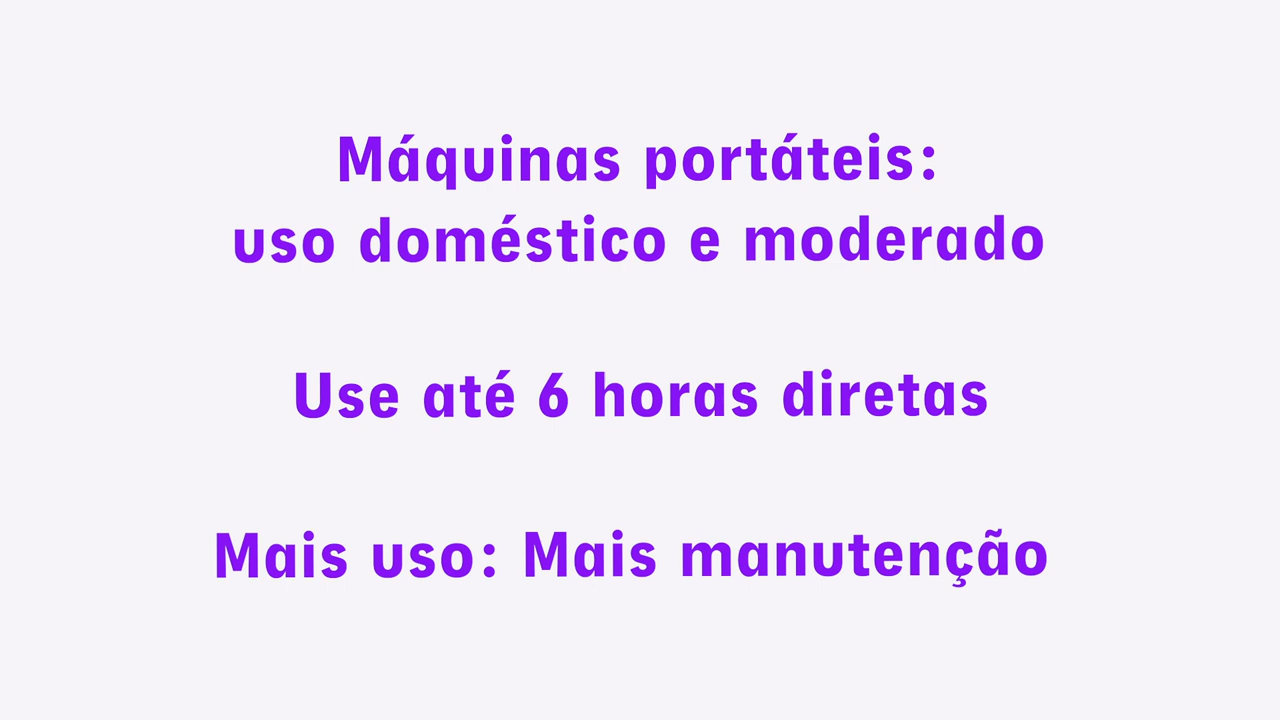 Máquinas portáteis:
uso doméstico e moderado
Use até 6 horas diretas
Mais uso: Mais manutenção